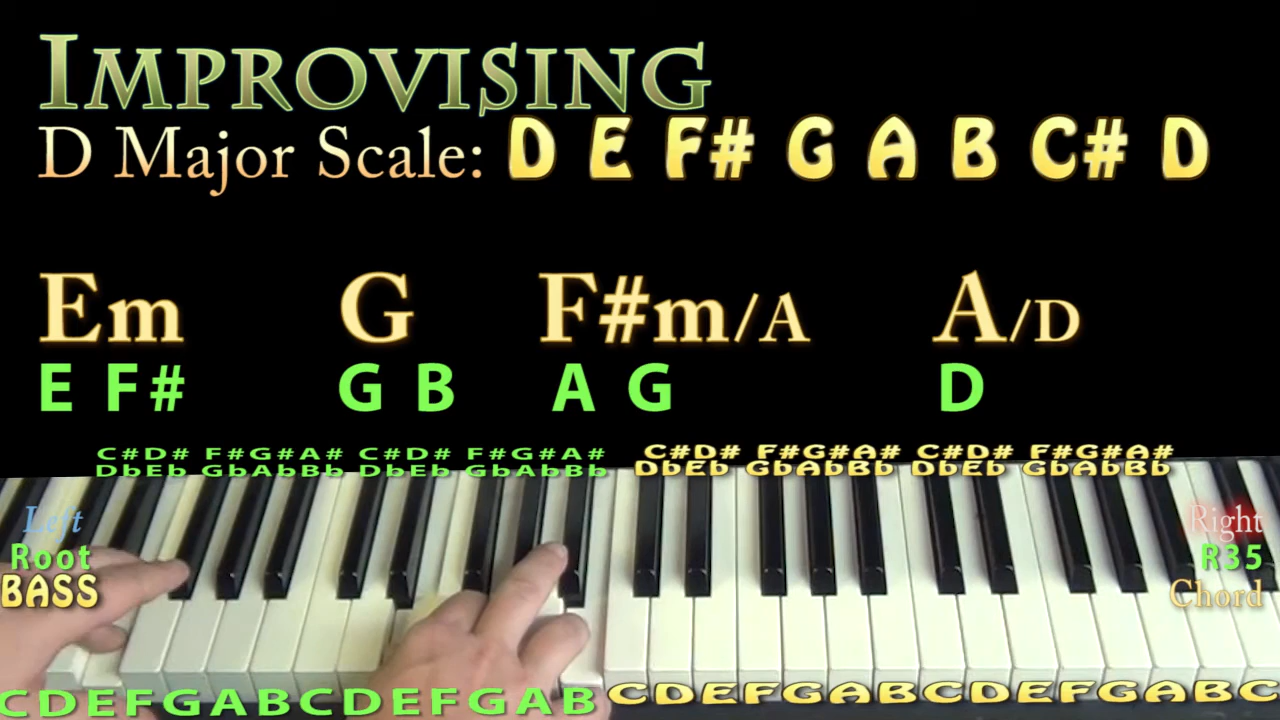 IMPROVISING
D Major Scale: D E F# G A B C# D
Em G F#m/A A/D
E F# G B A G D
C#D# F#G#A# C#D# F#G#A# C#D# F#G#A# C#D# F#G#A#
DbEb GbAbBb DbEb GbAbBb DbEb GbAbBb DbEb GbAbBb
Left Right
Root R35
BASS Chord
CDEFGABCDEFGAB CDEFGABCDEFGABC